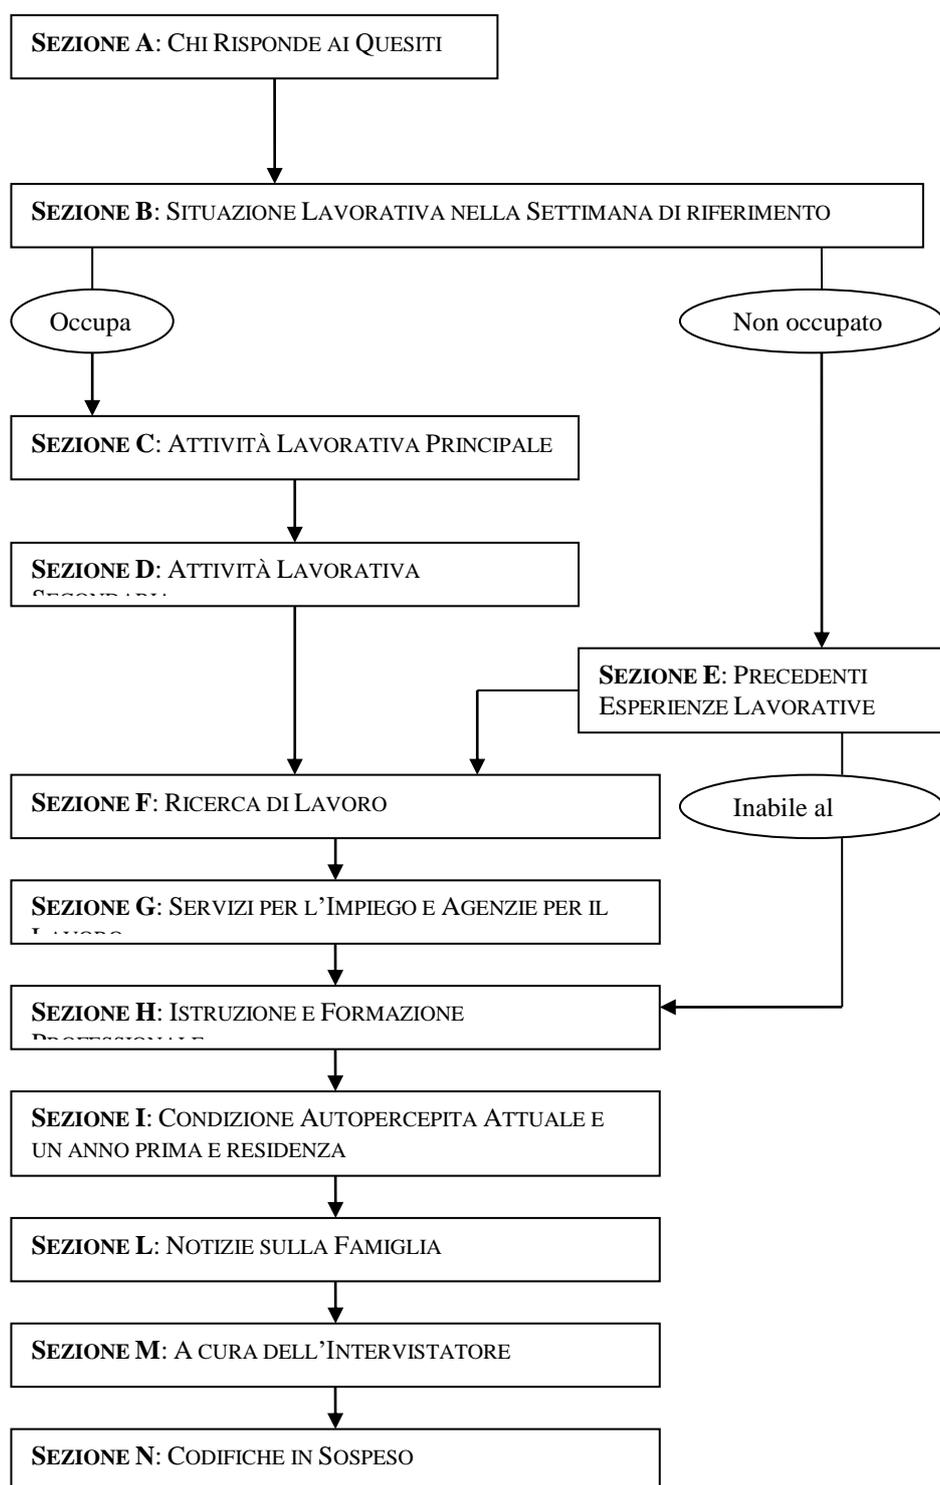 SEZIONE A: CHI RISPONDE AI QUESITI
SEZIONE B: SITUAZIONE LAVORATIVA NELLA SETTIMANA DI RIFERIMENTO
Occupa
Non occupato
SEZIONE C: ATTIVITÀ LAVORATIVA PRINCIPALE
SEZIONE D: ATTIVITÀ LAVORATIVA
SEZIONE E: PRECEDENTI
ESPERIENZE LAVORATIVE
SEZIONE F: RICERCA DI LAVORO
Inabile al
SEZIONE G: SERVIZI PER L’IMPIEGO E AGENZIE PER IL
SEZIONE H: ISTRUZIONE E FORMAZIONE
SEZIONE I: CONDIZIONE AUTOPERCEPITA ATTUALE E
UN ANNO PRIMA E RESIDENZA
SEZIONE L: NOTIZIE SULLA FAMIGLIA
SEZIONE M: A CURA DELL’INTERVISTATORE
SEZIONE N: CODIFICHE IN SOSPESO